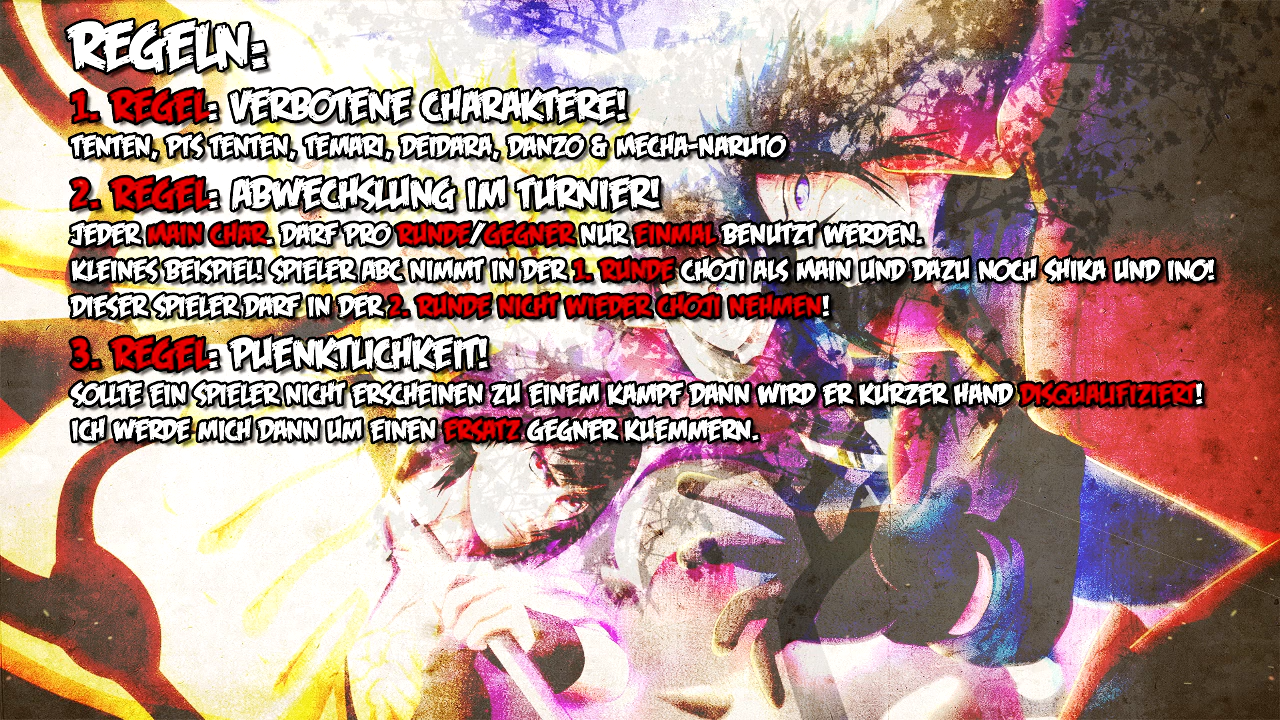 REGELN:
1. REGEL: VERBOTENE CHARAKTERE!
TENTEN, PTS TENTEN, TEMARI, DEIDARA, DANZO & MECHA-NARUTO
2. REGEL: ABWECHSLUNG IM TURNIER!
JEDER MAIN CHAR. DARF PRO RUNDE/GEGNER NUR EINMAL BENUTZT WERDEN.
KLEINES BEISPIEL! SPIELER ABC NIMMT IN DER 1. RUNDE CHOJI ALS MAIN UND DAZU NOCH SHIKA UND INO!
DIESER SPIELER DARF IN DER 2. RUNDE NICHT WIEDER CHOJI NEHMEN!
3. REGEL: PUENKTLICHKEIT!
SOLLTE EIN SPIELER NICHT ERSCHEINEN ZU EINEM KAMPF DANN WIRD ER KURZER HAND DISQUALIFIZIERT!
ICH WERDE MICH DANN UM EINEN ERSATZ GEGNER KUEMMERN.